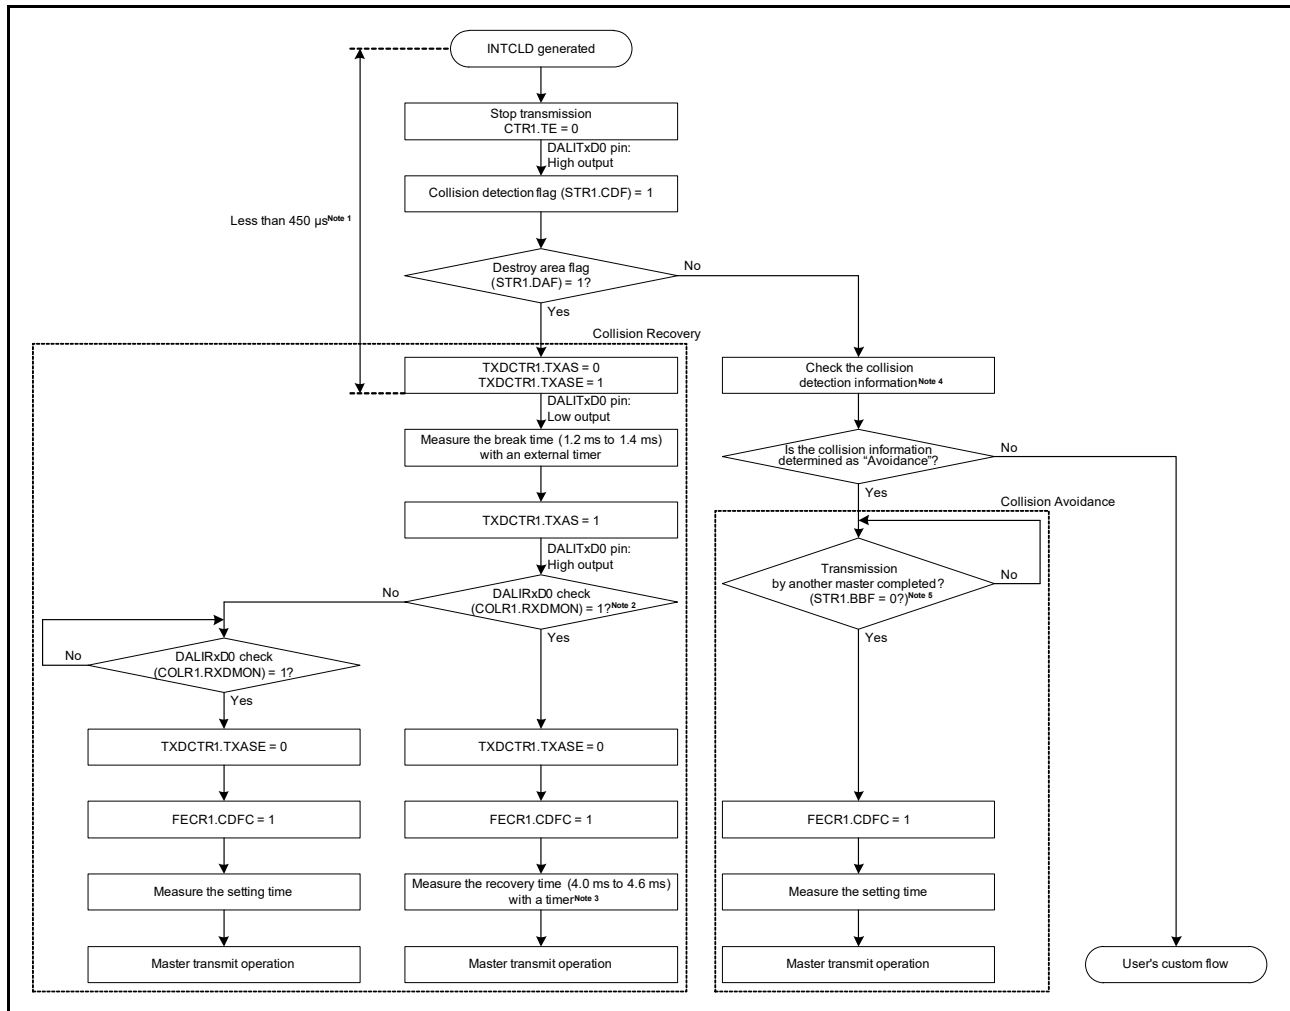 INTCLD generated
Stop transmission
CTR1.TE = 0
DALITxD0 pin:
High output
Collision detection flag (STR1.CDF) = 1
Less than 450 µsNote 1
Destroy area flag
(STR1.DAF) = 1?
No
Yes
Collision Recovery
TXDCTR1.TXAS = 0
TXDCTR1.TXASE = 1
Check the collision
detection informationNote 4
DALITxD0 pin:
Low output
Measure the break time (1.2 ms to 1.4 ms)
with an external timer
Is the collision information
determined as “Avoidance”?
No
Yes
Collision Avoidance
TXDCTR1.TXAS = 1
DALITxD0 pin:
High output
Transmission
by another master completed?
(STR1.BBF = 0?)Note 5
No
Yes
DALIRxD0 check
(COLR1.RXDMON) = 1?Note 2
No
Yes
DALIRxD0 check
(COLR1.RXDMON) = 1?
No
Yes
TXDCTR1.TXASE = 0
TXDCTR1.TXASE = 0
FECR1.CDFC = 1
FECR1.CDFC = 1
FECR1.CDFC = 1
Measure the setting time
Measure the recovery time (4.0 ms to 4.6 ms)
with a timerNote 3
Measure the setting time
Master transmit operation
Master transmit operation
Master transmit operation
User's custom flow